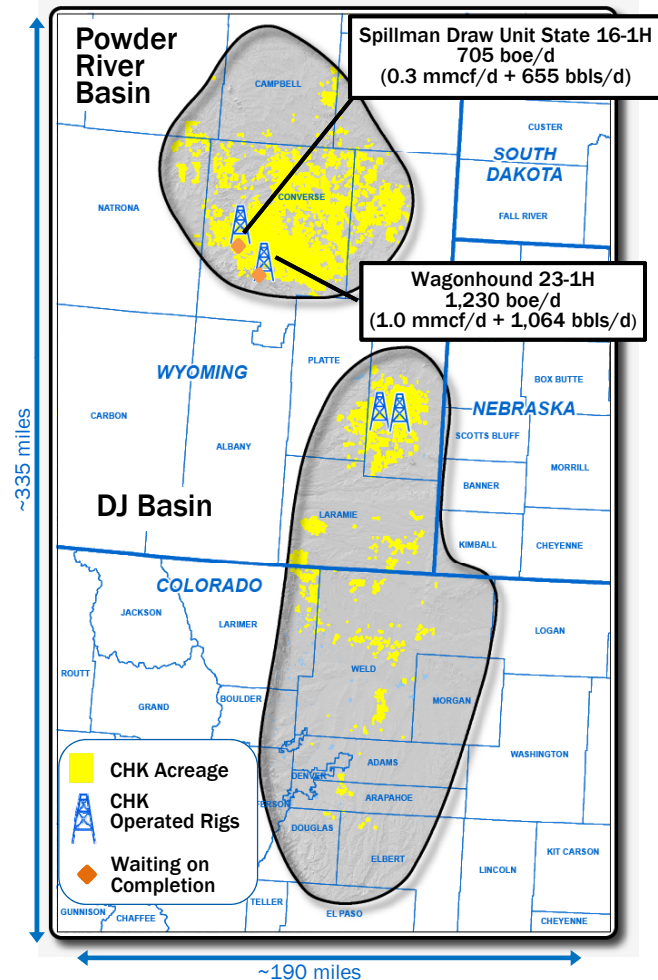 Powder
River
Basin
Spillman Draw Unit State 16-1H
705 boe/d
(0.3 mmcf/d + 655 bbls/d)
CAMPBELL
CUSTER
SOUTH
DAKOTA
NATRONA
CONVERSE
FALL RIVER
Wagonhound 23-1H
1,230 boe/d
(1.0 mmcf/d + 1,064 bbls/d)
PLATTE
WYOMING
BOX BUTTE
NEBRASKA
CARBON
ALBANY
SCOTTS BLUFF
MORRILL
BANNER
~335 miles
DJ Basin
LARAMIE
KIMBALL
CHEYENNE
COLORADO
JACKSON
LARIMER
LOGAN
ROUTT
WELD
BOULDER
MORGAN
GRAND
WASHINGTON
ADAMS
DENVER
ARAPAHOE
FERSON
DOUGLAS
KIT CARSON
ELBERT
LINCOLN
CHK Acreage
CHK
Operated Rigs
Waiting on
Completion
TELLER
GUNNISON
CHAFFEE
EL PASO
CHEYENNE
~190 miles